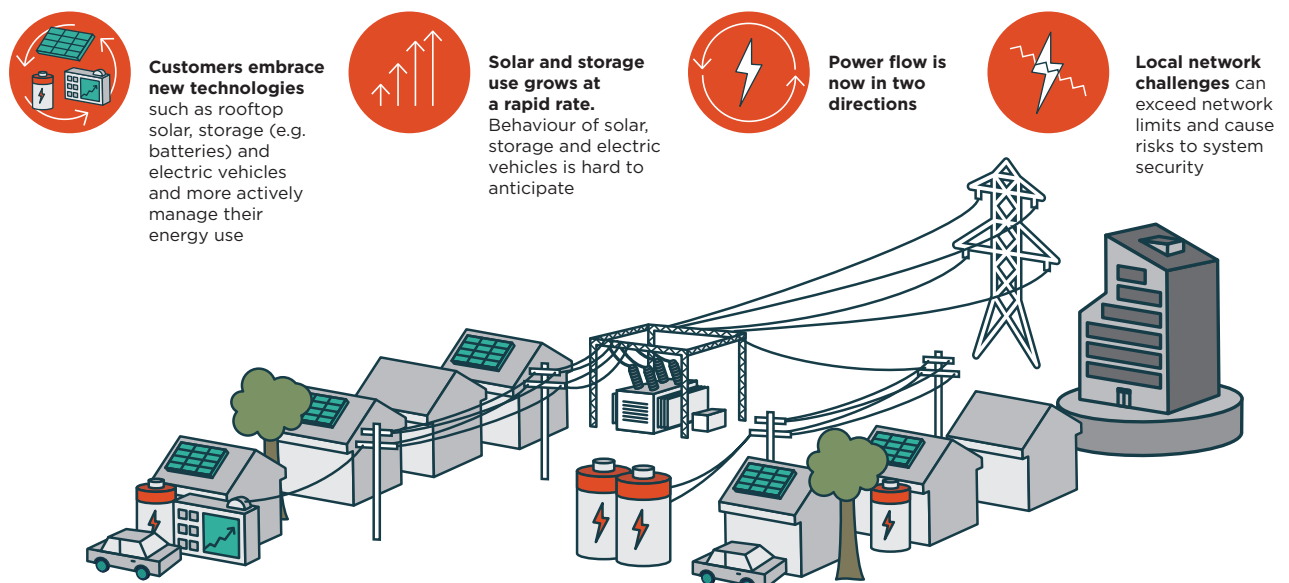 Customers embrace
new technologies
such as rooftop
solar, storage (e.g.
batteries) and
electric vehicles
and more actively
manage their
energy use
Solar and storage
use grows at
a rapid rate.
Behaviour of solar,
storage and electric
vehicles is hard to
anticipate
Power flow is
now in two
directions
Local network
challenges can
exceed network
limits and cause
risks to system
security